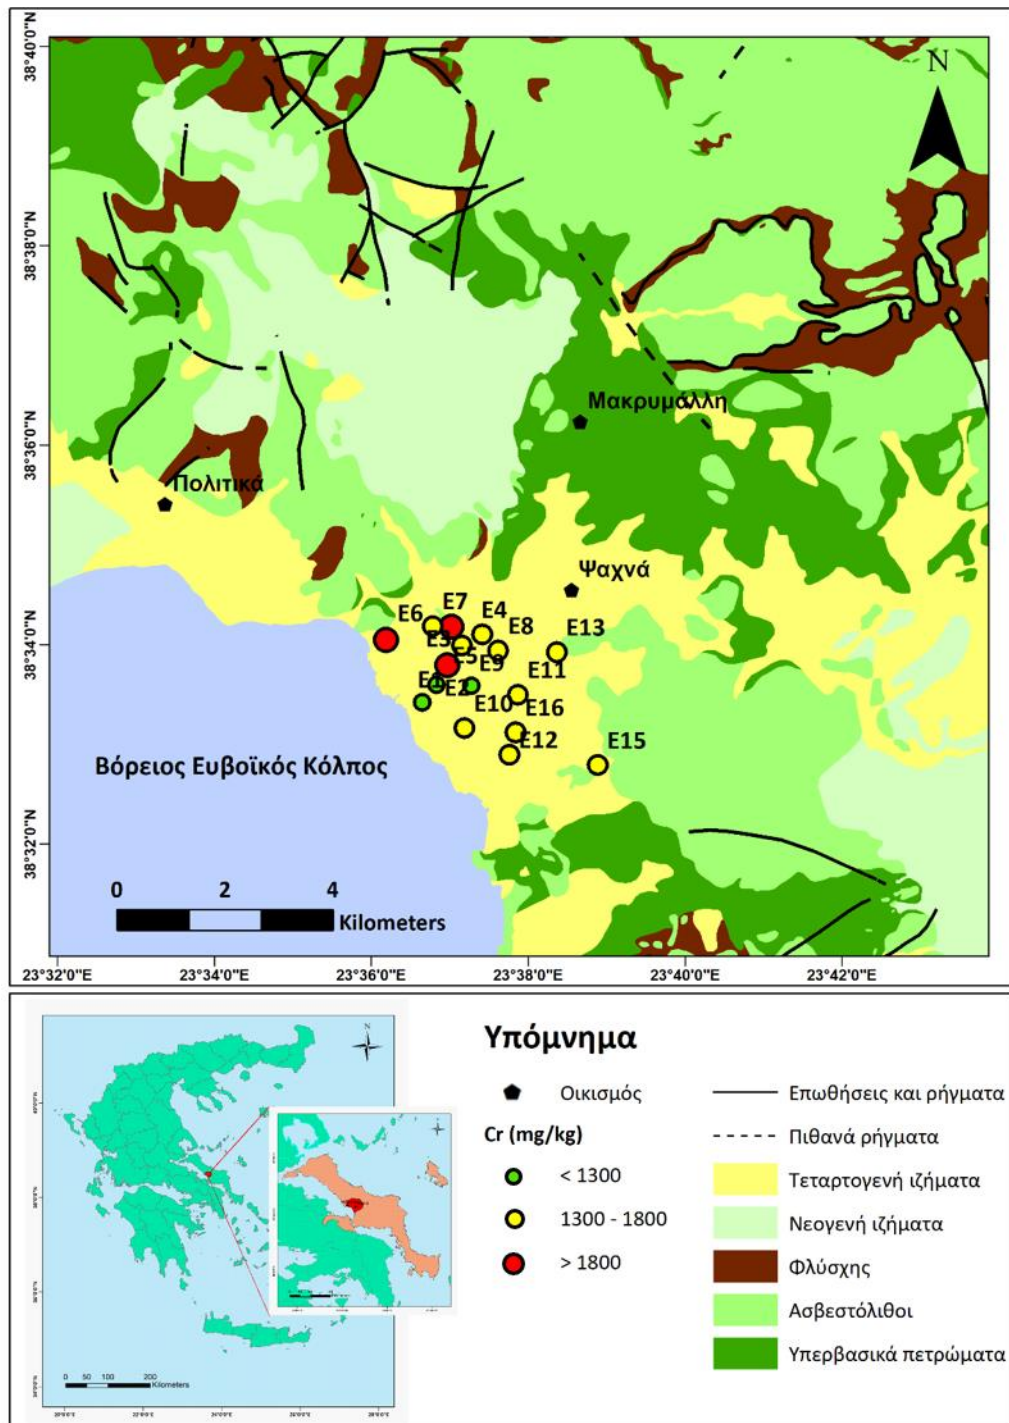 38°40'0"N
38°38'0"N
38°36'0"N
38°34'0"N
38°32'0"N
N
Μακρυμάλλη
Πολιτικά
Ψαχνά
E6
E7
E4
E3
E8
E13
E5
E9
E11
E1
E2
E10
E16
E12
E15
Βόρειος Ευβοϊκός Κόλπος
0 2 4
Kilometers
23°32'0"E 23°34'0"E 23°36'0"E 23°38'0"E 23°40'0"E 23°42'0"E
N
0 50 100 200
Kilometers
Υπόμνημα
Οικισμός
Cr (mg/kg)
< 1300
1300 - 1800
> 1800
Επωθήσεις και ρήγματα
Πιθανά ρήγματα
Τεταρτογενή ιζήματα
Νεογενή ιζήματα
Φλύσχης
Ασβεστόλιθοι
Υπερβασικά πετρώματα